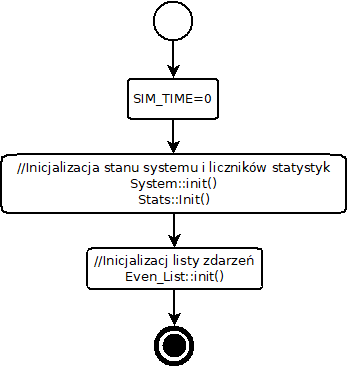 SIM_TIME=0
//Inicjalizacja stanu systemu i liczników statystyk
System::init()
Stats::Init()
//Inicjalizacj listy zdarzeń
Even_List::init()